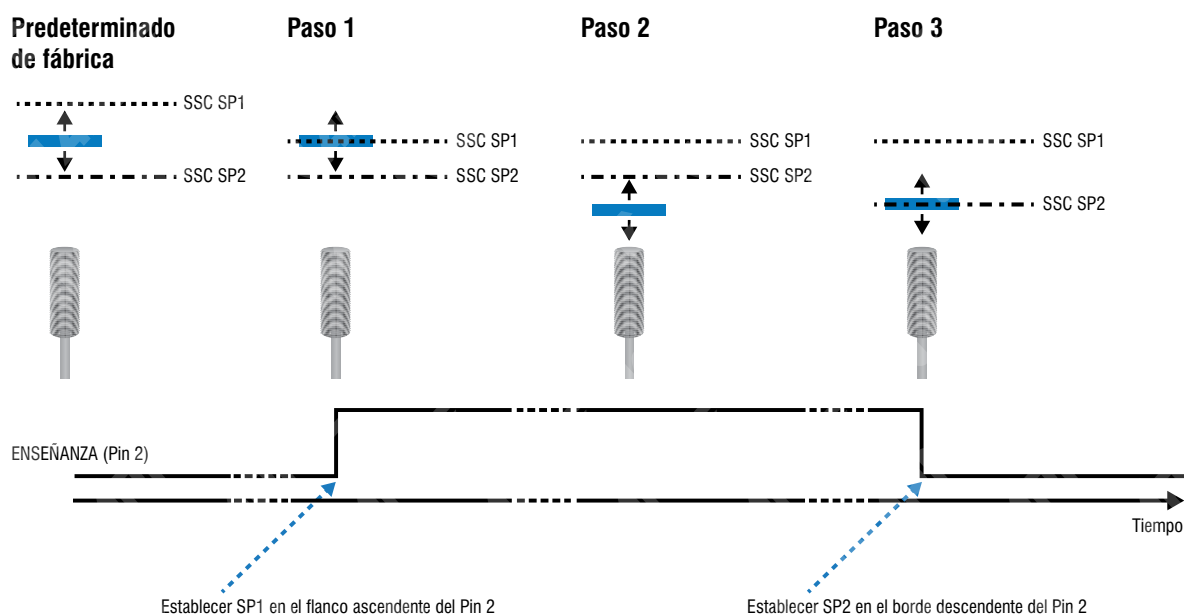 Predeterminado
de fábrica
Paso 1
Paso 2
Paso 3
SSC SP1
SSC SP2
SSC SP1
SSC SP2
SSC SP1
SSC SP2
SSC SP1
SSC SP2
ENSEÑANZA (Pin 2)
Tiempo
Establecer SP1 en el flanco ascendente del Pin 2
Establecer SP2 en el borde descendente del Pin 2